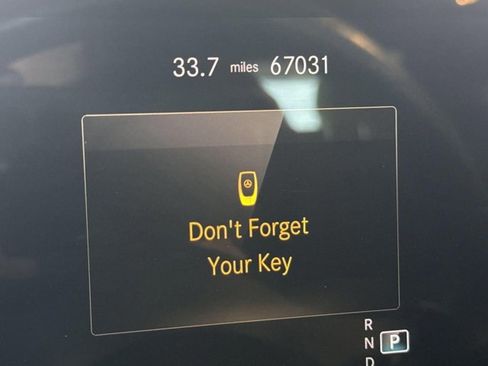 33.7 miles 67031
Don't Forget
Your Key
R
N P
D